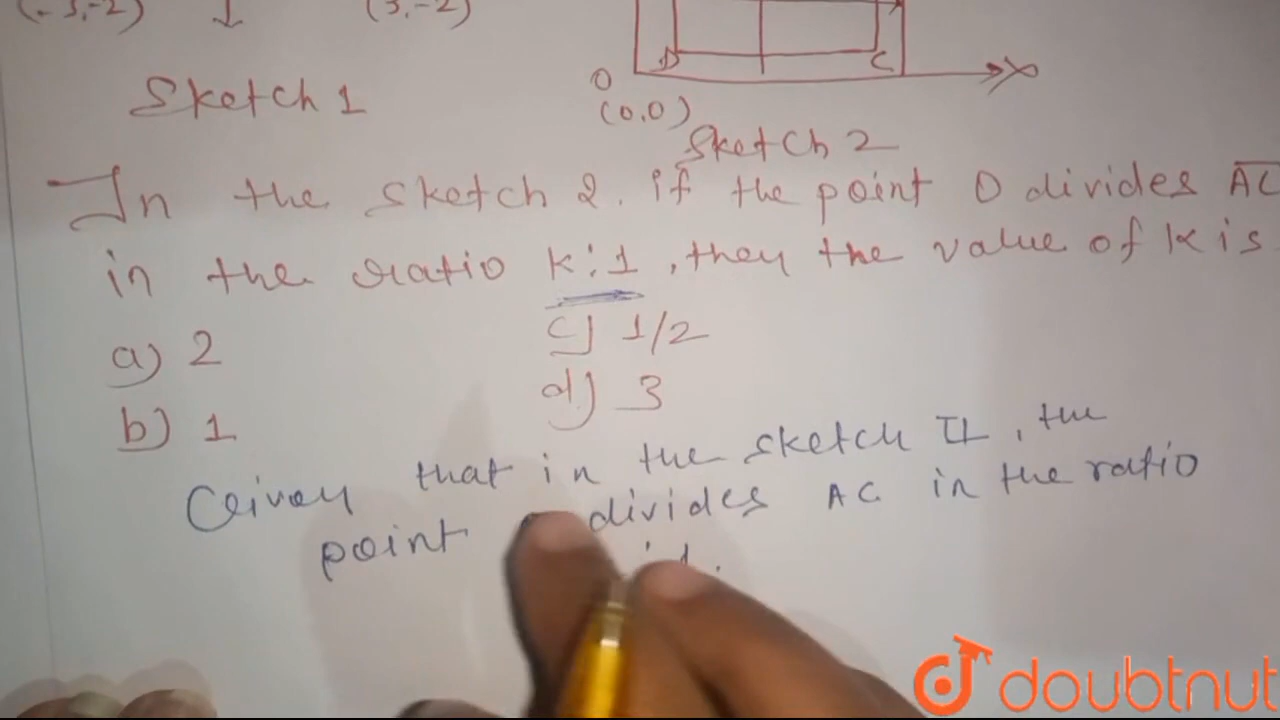 (-3,-2) (3,-2)
D C
O X
(0,0)
Sketch 1
Sketch 2
In the Sketch 2. if the point O divides AC
in the ratio K:1, then the value of K is
a) 2 c) 1/2
b) 1 d) 3
Given that in the sketch II, the
point divides AC in the ratio
doubtnut